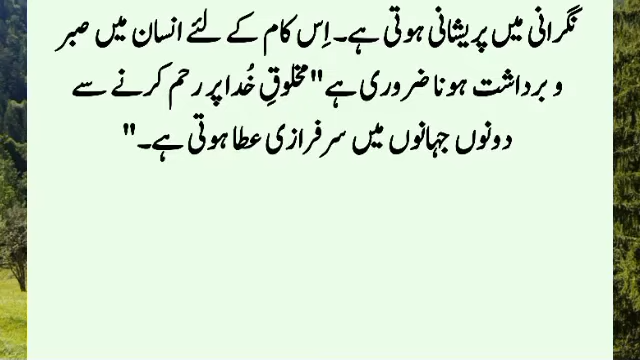 نگرانی میں پریشانی ہوتی ہے۔ اِس کام کے لئے انسان میں صبر
و برداشت ہونا ضروری ہے "مخلوقِ خُدا پر رحم کرنے سے
دونوں جہانوں میں سرفرازی عطا ہوتی ہے۔"